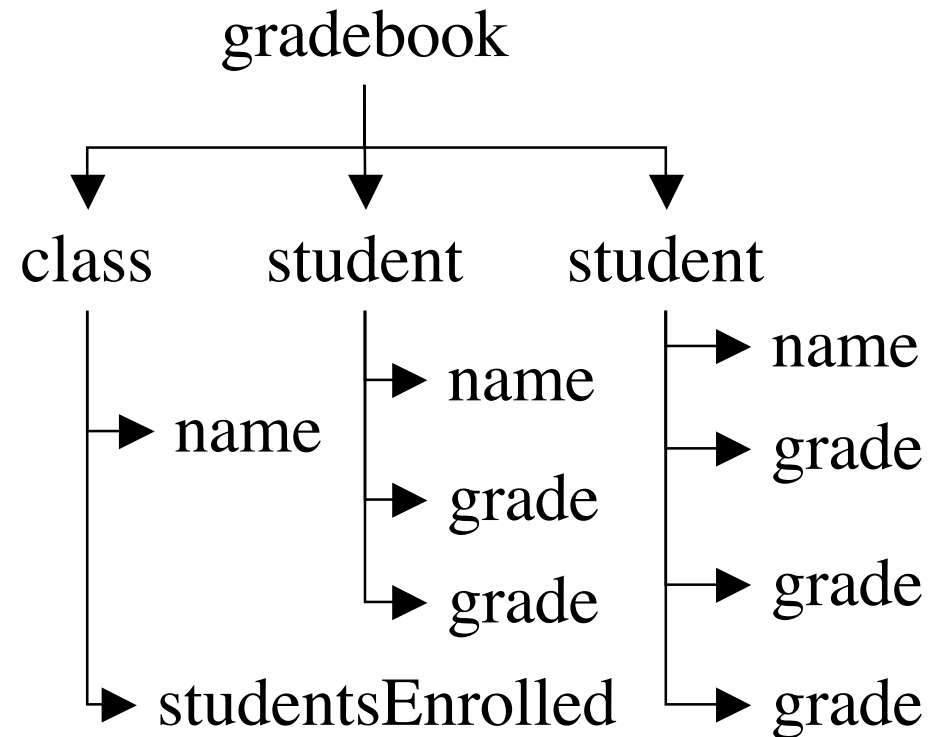 gradebook
class
student
student
name
studentsEnrolled
name
grade
grade
name
grade
grade
grade